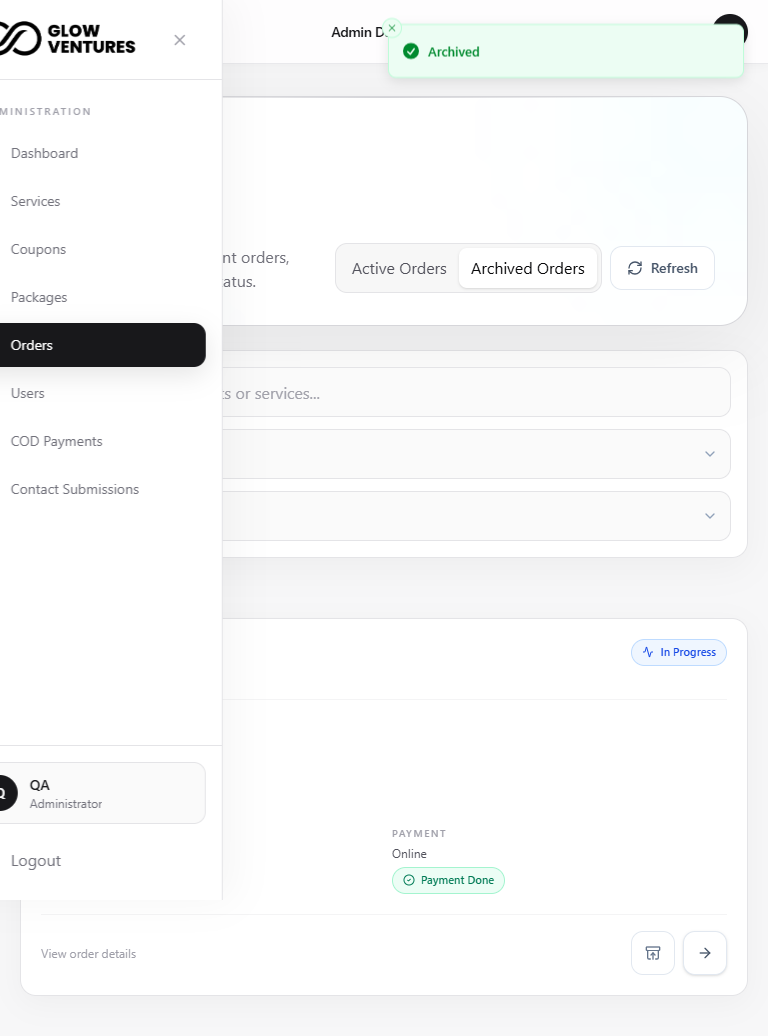 GLOW
VENTURES
Admin D
Archived
MINISTRATION
Dashboard
Services
Coupons
Packages
Orders
Users
COD Payments
Contact Submissions
QA
Administrator
Logout
nt orders,
atus.
Active Orders
Archived Orders
Refresh
s or services...
In Progress
PAYMENT
Online
Payment Done
View order details